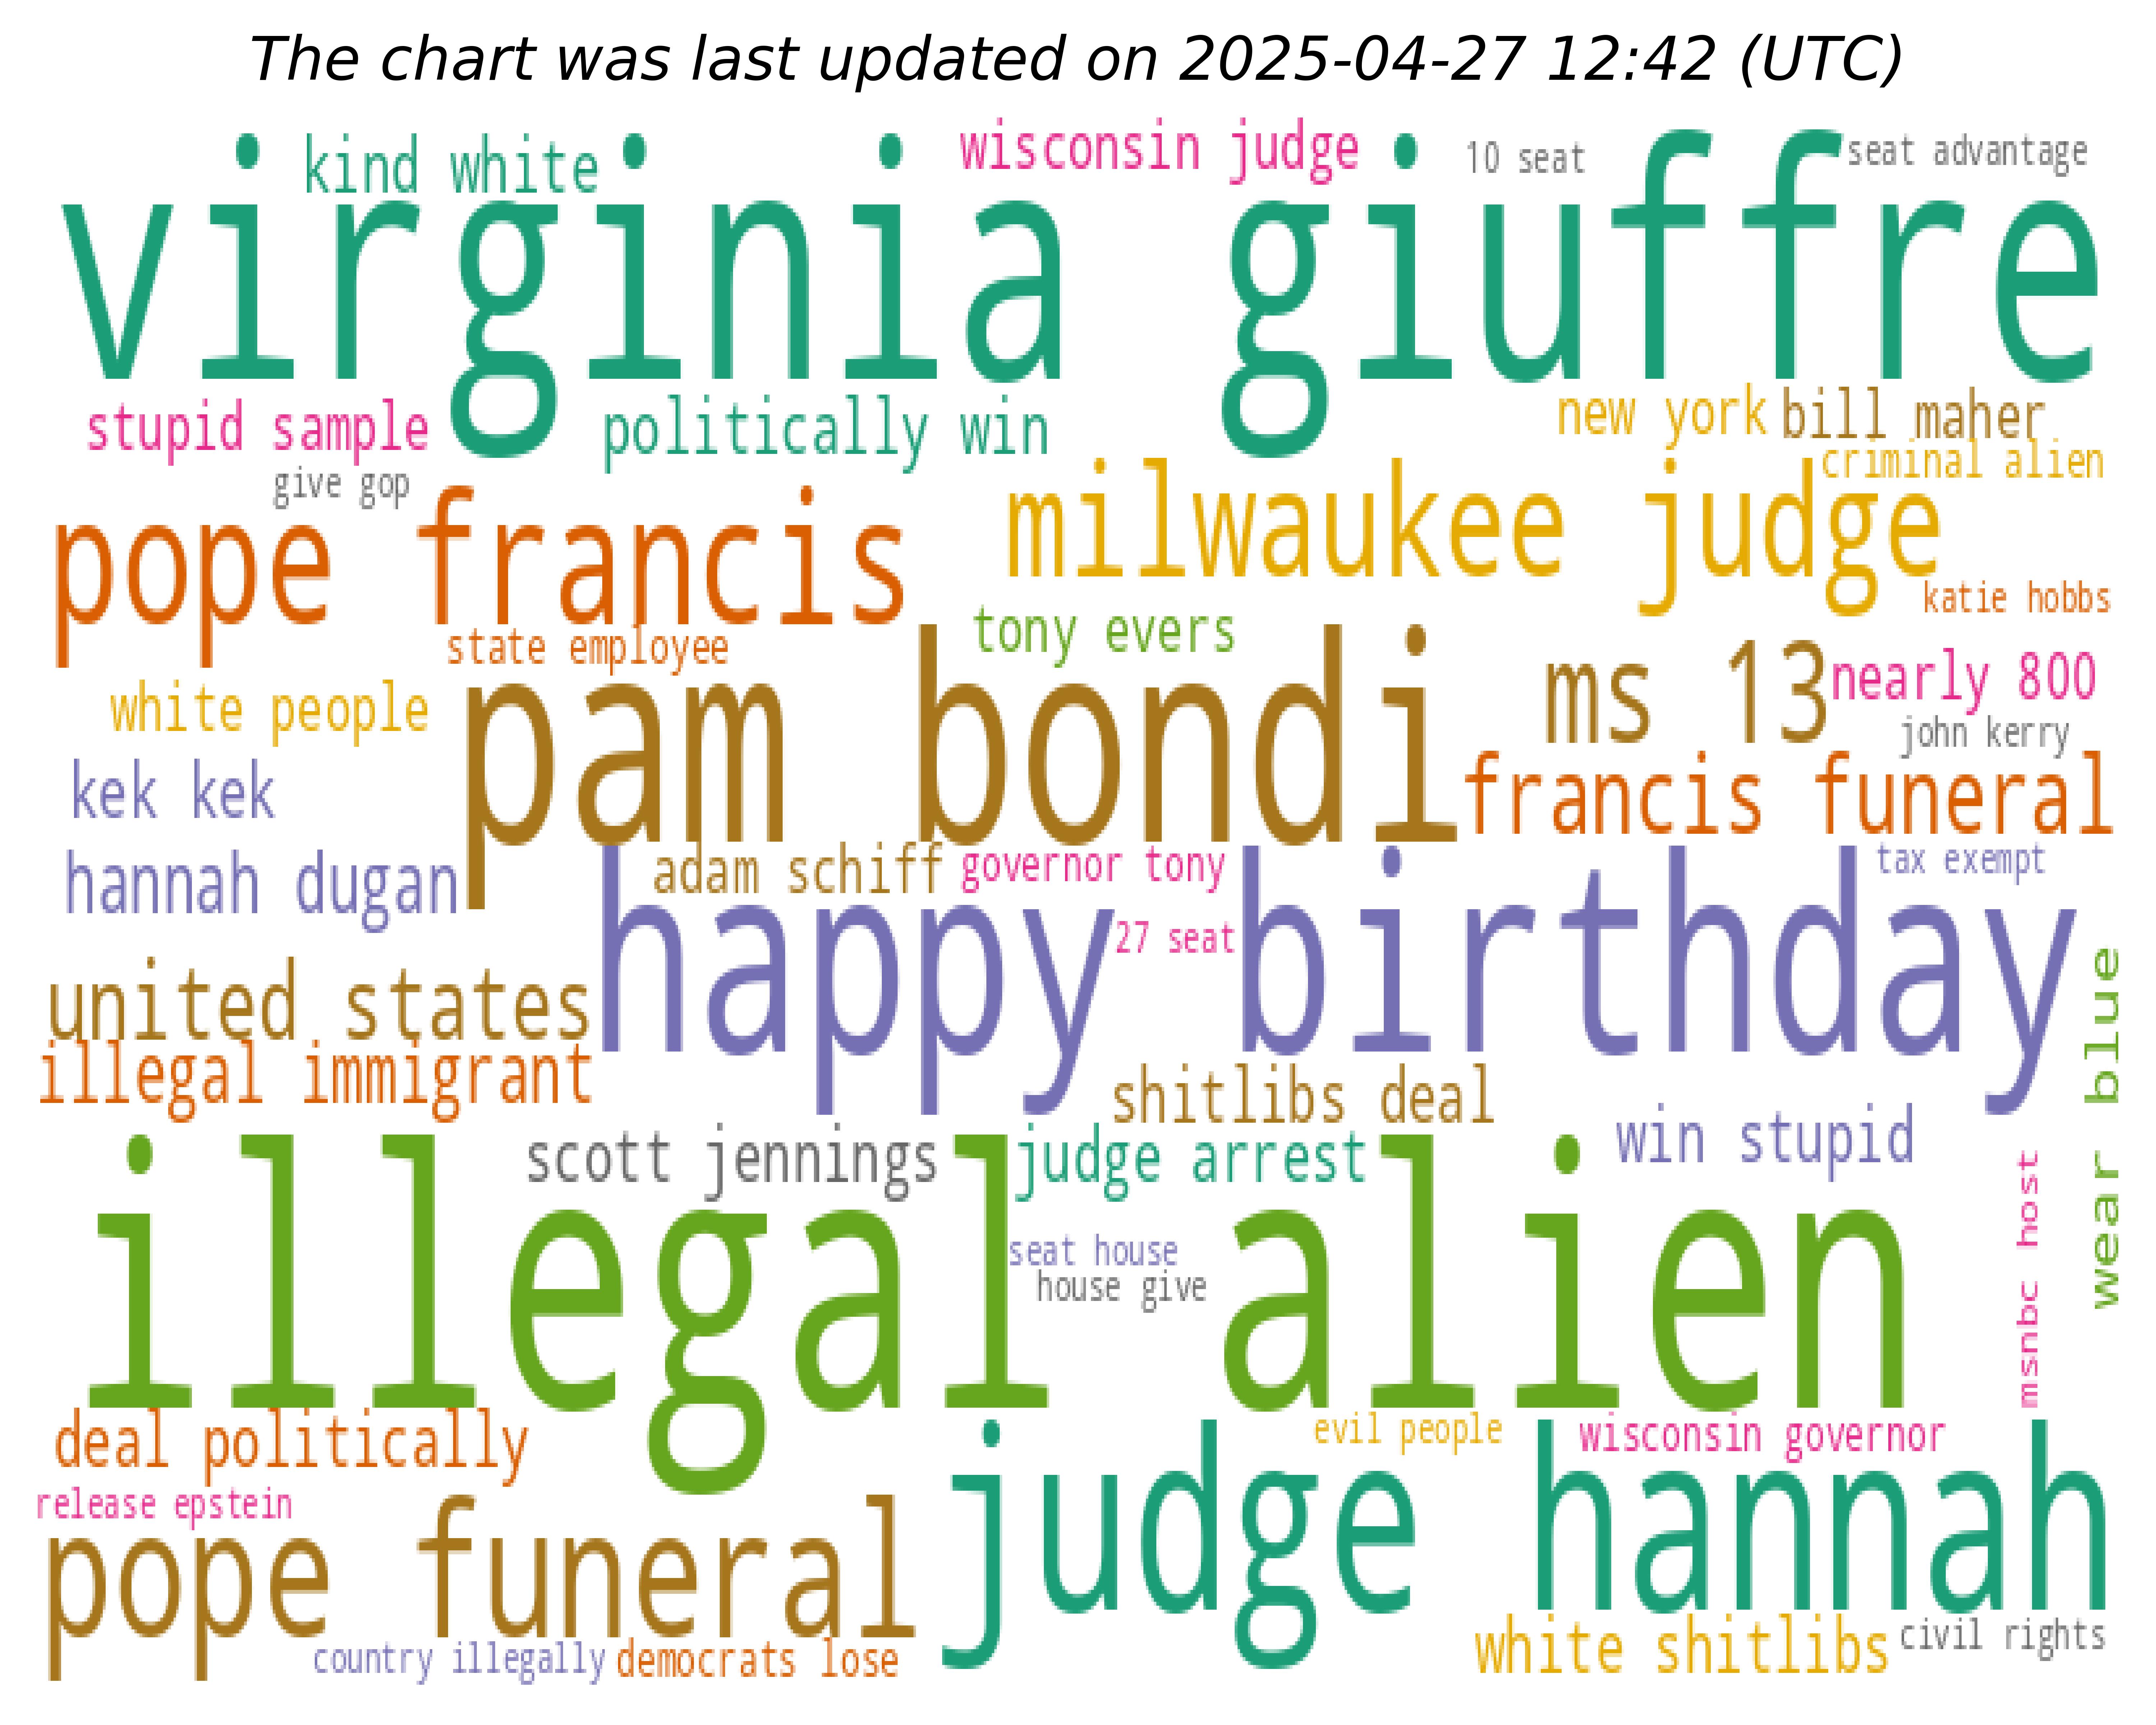 The chart was last updated on 2025-04-27 12:42 (UTC)
kind white
wisconsin judge
10 seat
seat advantage
virginia giuffre
stupid sample
politically win
new york
bill maher
criminal alien
give gop
pope francis
milwaukee judge
katie hobbs
state employee
tony evers
white people
pam bondi
ms 13
nearly 800
john kerry
kek kek
francis funeral
hannah dugan
adam schiff
governor tony
tax exempt
happy birthday
27 seat
united states
wear blue
illegal immigrant
shitlibs deal
scott jennings
judge arrest
win stupid
illegal alien
seat house
house give
msnbc host
deal politically
evil people
wisconsin governor
release epstein
pope funeral
judge hannah
country illegally
democrats lose
white shitlibs
civil rights